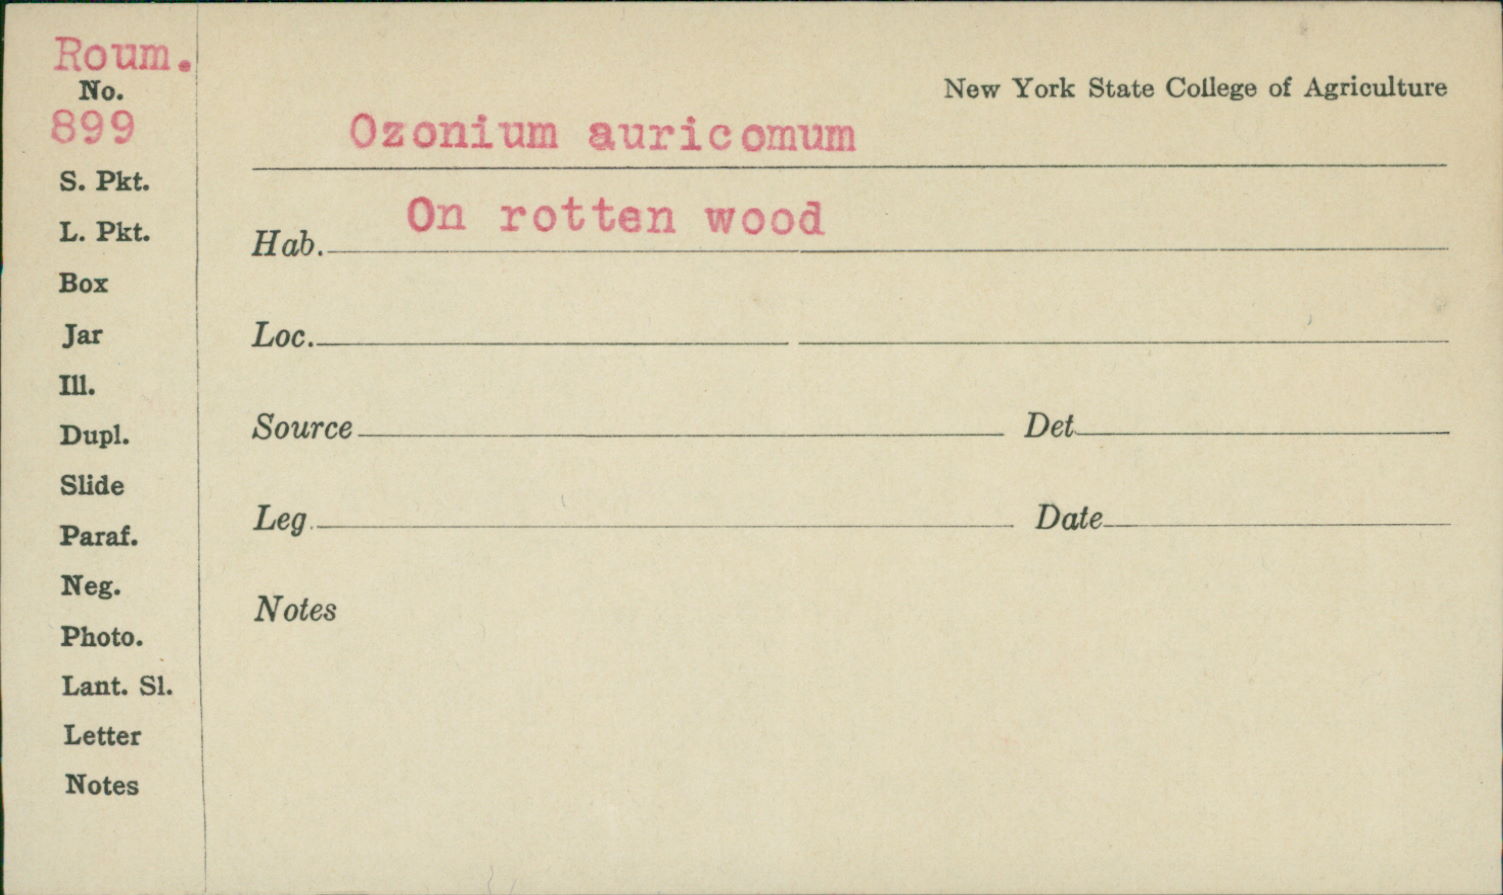 Roum.
No.
899
S. Pkt.
L. Pkt.
Box
Jar
Ill.
Dupl.
Slide
Paraf.
Neg.
Photo.
Lant. Sl.
Letter
Notes
New York State College of Agriculture
Ozonium auricomum
Hab. On rotten wood
Loc.
Source Det
Leg. Date
Notes